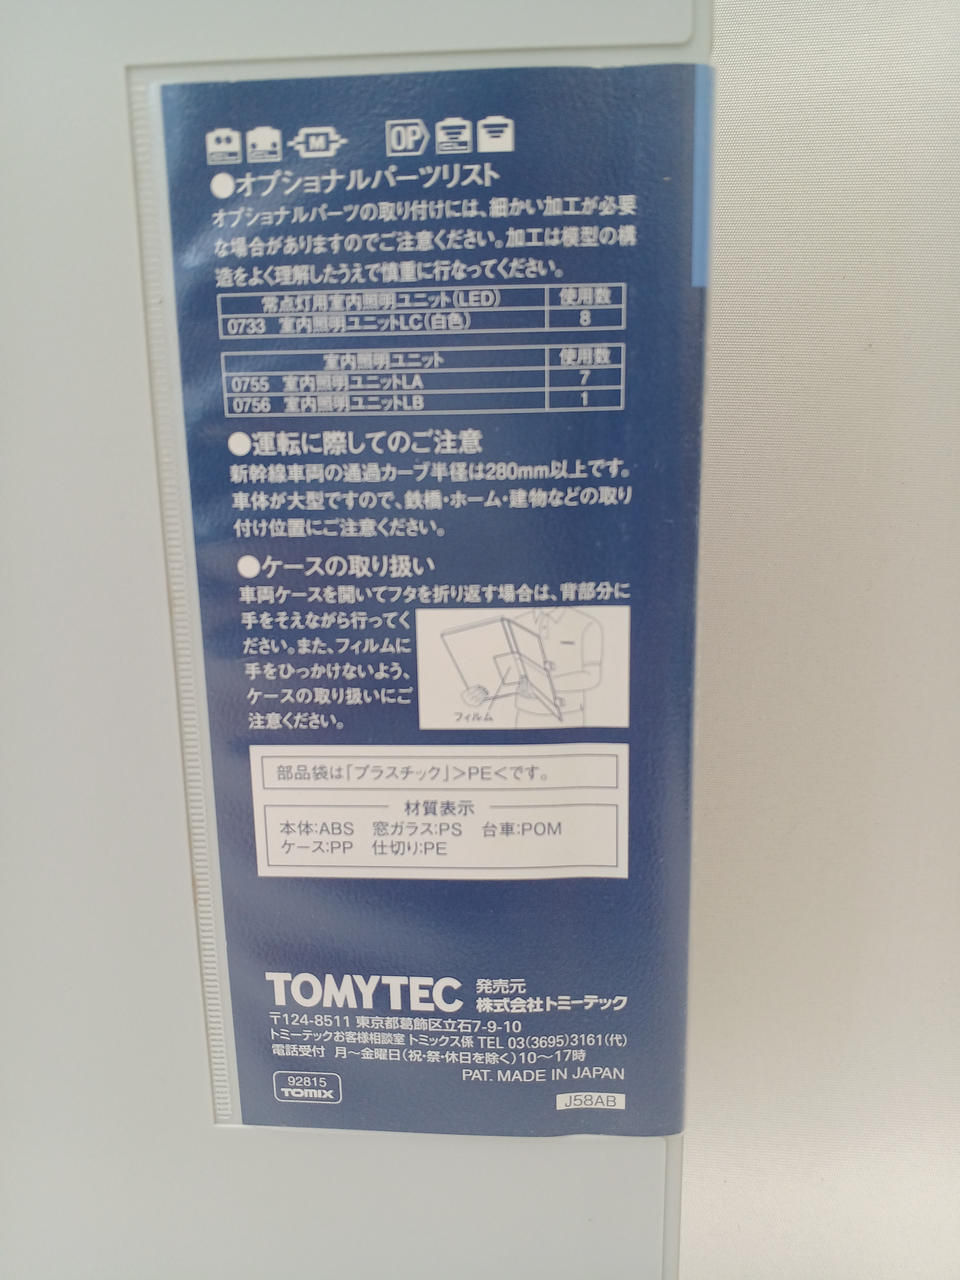 M OP
●オプショナルパーツリスト
オプショナルパーツの取り付けには、細かい加工が必要
な場合がありますのでご注意ください。加工は模型の構
造をよく理解したうえで慎重に行なってください。
常点灯用室内照明ユニット(LED) 使用数
0733 室内照明ユニットLC(白色) 8
室内照明ユニット 使用数
0755 室内照明ユニットLA 7
0756 室内照明ユニットLB 1
●運転に際してのご注意
新幹線車両の通過カーブ半径は280mm以上です。
車体が大型ですので、鉄橋・ホーム・建物などの取り
付け位置にご注意ください。
●ケースの取り扱い
車両ケースを開いてフタを折り返す場合は、背部分に
手をそえながら行ってく
ださい。また、フィルムに
手をひっかけないよう、
ケースの取り扱いにご
注意ください。
フィルム
部品袋は「プラスチック」>PE<です。
材質表示
本体:ABS 窓ガラス:PS 台車:POM
ケース:PP 仕切り:PE
TOMYTEC 発売元
株式会社トミーテック
〒124-8511 東京都葛飾区立石7-9-10
トミーテックお客様相談室 トミックス係 TEL 03(3695)3161(代)
電話受付 月〜金曜日(祝・祭・休日を除く)10〜17時
PAT. MADE IN JAPAN
92815
TOMIX
J58AB